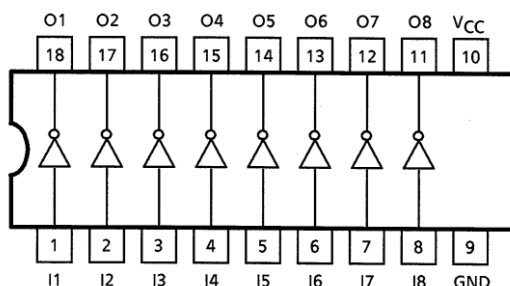 O1 O2 O3 O4 O5 O6 O7 O8 VCC
18 17 16 15 14 13 12 11 10
1 2 3 4 5 6 7 8 9
I1 I2 I3 I4 I5 I6 I7 I8 GND